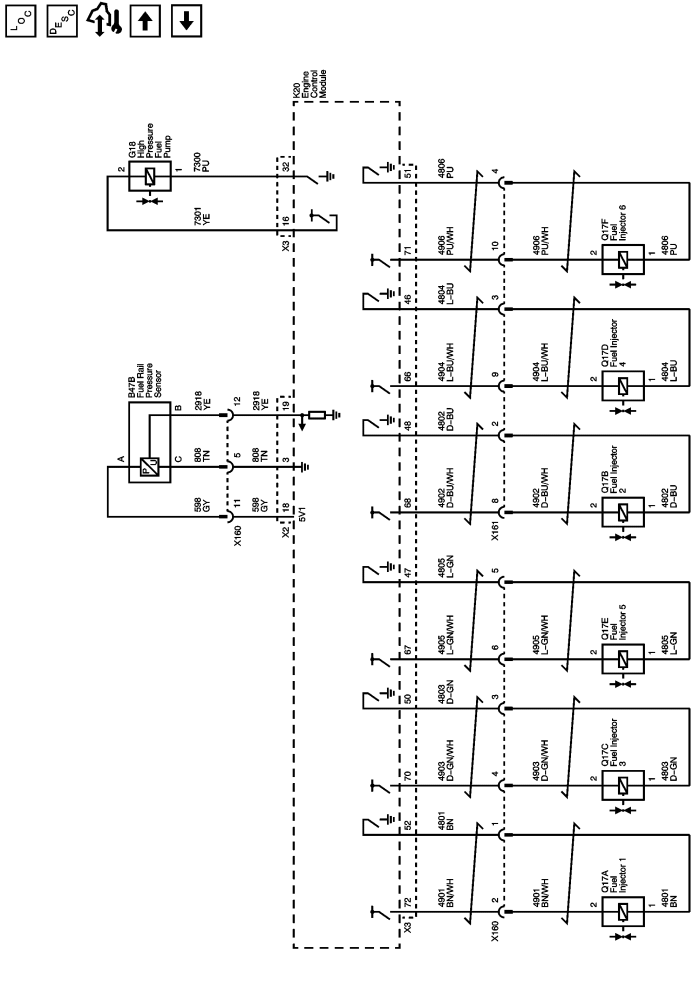 LOC
DESC
K20
Engine
Control
Module
G18
High
Pressure
Fuel
Pump
2
1
7300
PU
32
7301
YE
16
X3
B47B
Fuel Rail
Pressure
Sensor
A
B
C
P
U
2918
YE
12
2918
YE
19
808
TN
5
808
TN
3
598
GY
11
598
GY
18
X160
X2
5V1
51
4806
PU
4
71
4906
PU/WH
10
4906
PU/WH
2
Q17F
Fuel
Injector 6
1
4806
PU
46
4804
L-BU
3
66
4904
L-BU/WH
9
4904
L-BU/WH
2
Q17D
Fuel Injector
4
1
4804
L-BU
48
4802
D-BU
2
68
4902
D-BU/WH
8
X161
4902
D-BU/WH
2
Q17B
Fuel Injector
2
1
4802
D-BU
47
4805
L-GN
5
67
4905
L-GN/WH
6
4905
L-GN/WH
2
Q17E
Fuel
Injector 5
1
4805
L-GN
50
4803
D-GN
3
70
4903
D-GN/WH
4
4903
D-GN/WH
2
Q17C
Fuel Injector
3
1
4803
D-GN
52
4801
BN
1
72
X3
4901
BN/WH
2
X160
4901
BN/WH
2
Q17A
Fuel
Injector 1
1
4801
BN